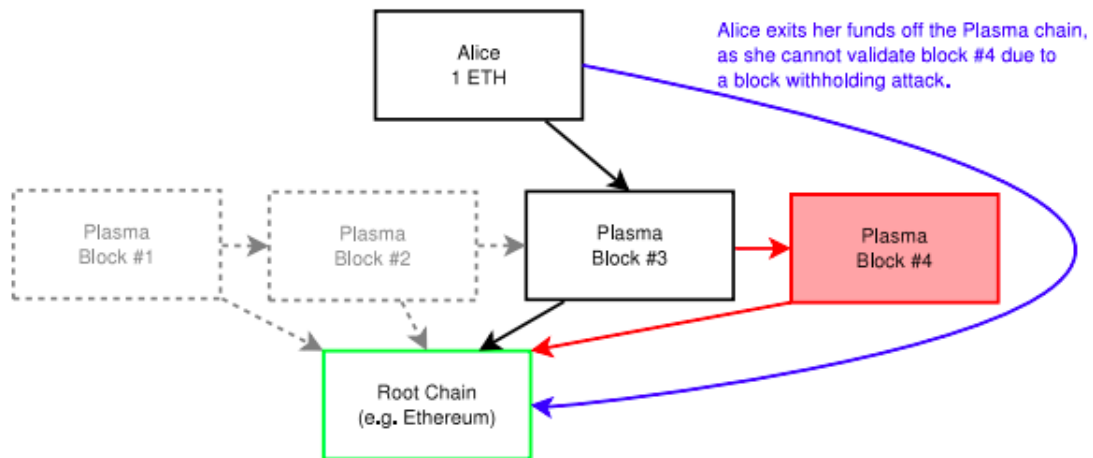 Alice
1 ETH
Alice exits her funds off the Plasma chain,
as she cannot validate block #4 due to
a block withholding attack.
Plasma
Block #1
Plasma
Block #2
Plasma
Block #3
Plasma
Block #4
Root Chain
(e.g. Ethereum)